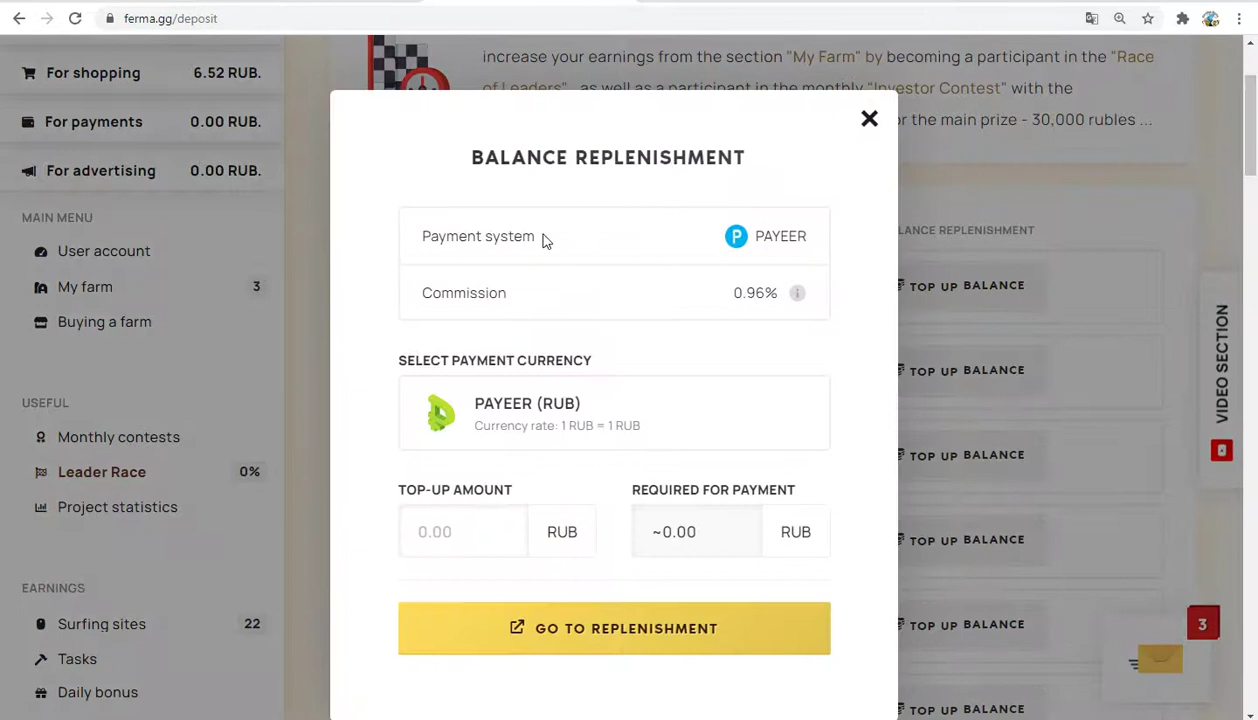 ferma.gg/deposit
For shopping 6.52 RUB.
For payments 0.00 RUB.
For advertising 0.00 RUB.
MAIN MENU
User account
My farm 3
Buying a farm
USEFUL
Monthly contests
Leader Race 0%
Project statistics
EARNINGS
Surfing sites 22
Tasks
Daily bonus
increase your earnings from the section "My Farm" by becoming a participant in the "Race
of Leaders", as well as a participant in the monthly "Investor Contest" with the
or the main prize - 30,000 rubles ...
BALANCE REPLENISHMENT
Payment system P PAYEER
Commission 0.96% i
SELECT PAYMENT CURRENCY
PAYEER (RUB)
Currency rate: 1 RUB = 1 RUB
TOP-UP AMOUNT REQUIRED FOR PAYMENT
0.00 RUB ~0.00 RUB
GO TO REPLENISHMENT
ALANCE REPLENISHMENT
TOP UP BALANCE
TOP UP BALANCE
TOP UP BALANCE
TOP UP BALANCE
TOP UP BALANCE
TOP UP BALANCE
VIDEO SECTION
3